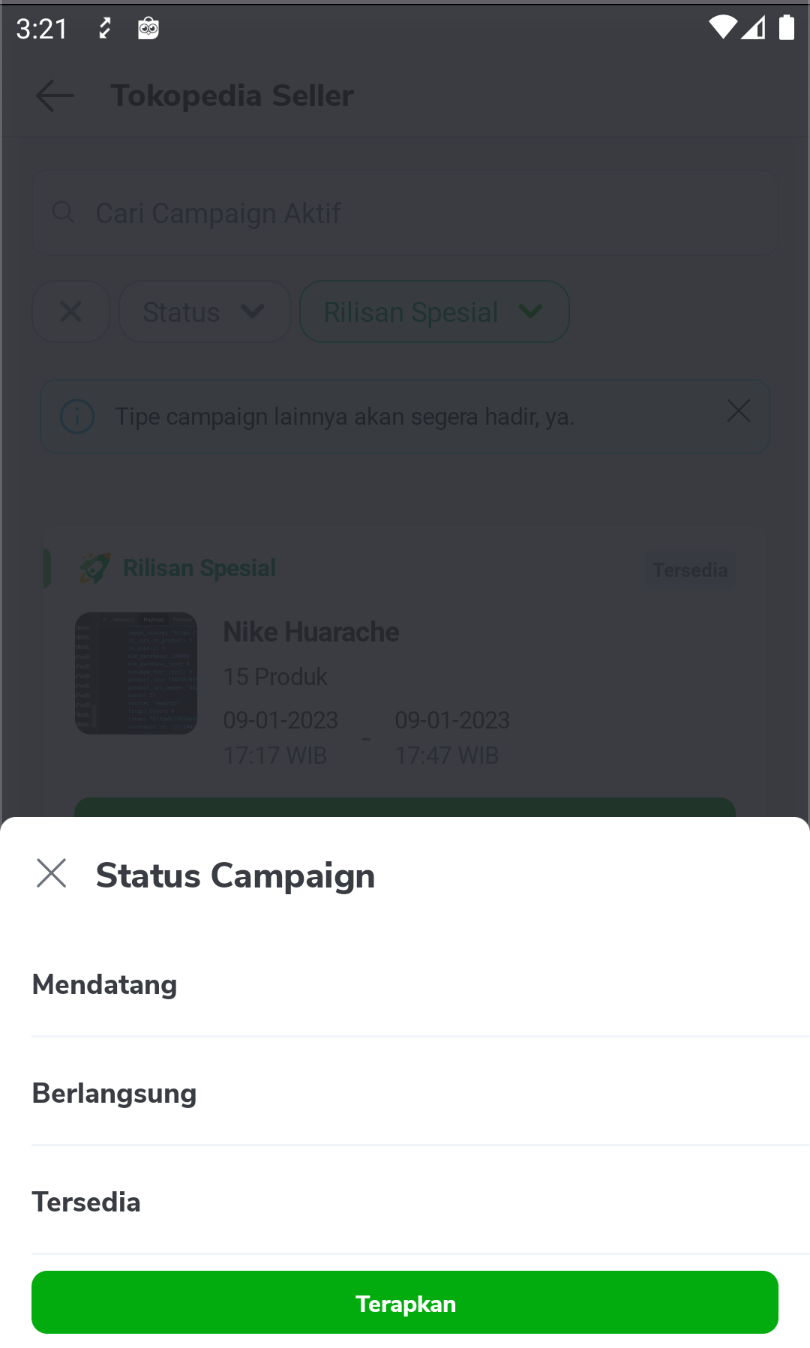 3:21
Tokopedia Seller
Cari Campaign Aktif
Status
Rilisan Spesial
Tipe campaign lainnya akan segera hadir, ya.
Rilisan Spesial
Tersedia
Nike Huarache
15 Produk
09-01-2023 - 09-01-2023
17:17 WIB 17:47 WIB
Status Campaign
Mendatang
Berlangsung
Tersedia
Terapkan